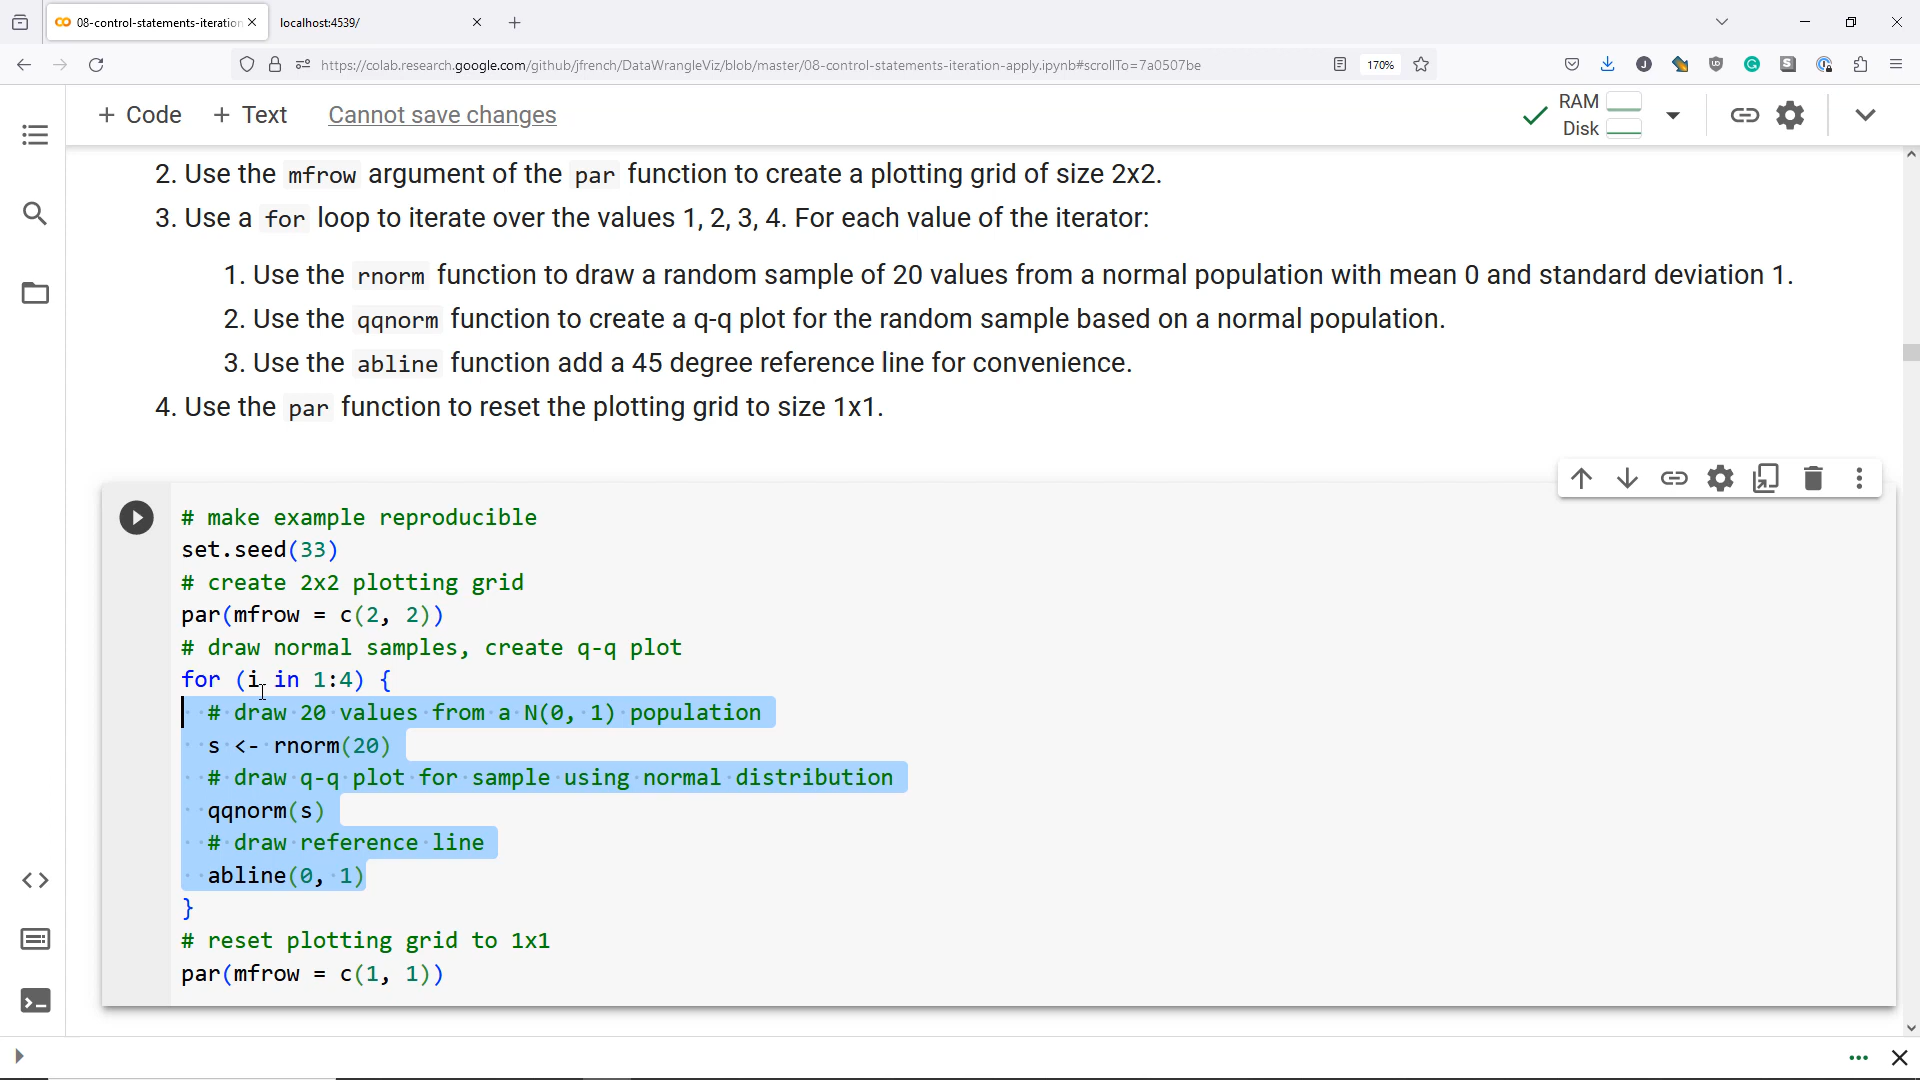 08-control-statements-iteration
localhost:4539/
https://colab.research.google.com/github/jfrench/DataWrangleViz/blob/master/08-control-statements-iteration-apply.ipynb#scrollTo=7a0507be
170%
+ Code + Text Cannot save changes
RAM
Disk
2. Use the mfrow argument of the par function to create a plotting grid of size 2x2.
3. Use a for loop to iterate over the values 1, 2, 3, 4. For each value of the iterator:
1. Use the rnorm function to draw a random sample of 20 values from a normal population with mean 0 and standard deviation 1.
2. Use the qqnorm function to create a q-q plot for the random sample based on a normal population.
3. Use the abline function add a 45 degree reference line for convenience.
4. Use the par function to reset the plotting grid to size 1x1.
# make example reproducible
set.seed(33)
# create 2x2 plotting grid
par(mfrow = c(2, 2))
# draw normal samples, create q-q plot
for (i in 1:4) {
# draw 20 values from a N(0, 1) population
s <- rnorm(20)
# draw q-q plot for sample using normal distribution
qqnorm(s)
# draw reference line
abline(0, 1)
}
# reset plotting grid to 1x1
par(mfrow = c(1, 1))